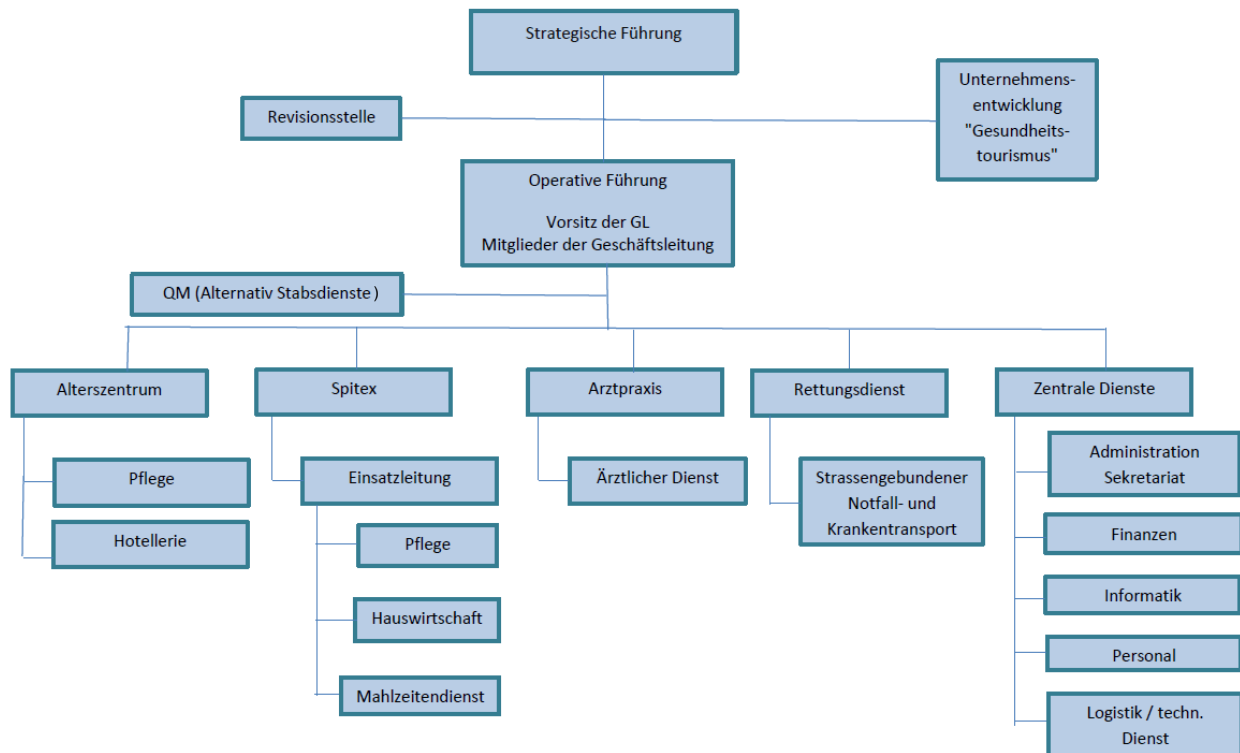 Strategische Führung
Revisionsstelle
Unternehmens-
entwicklung
"Gesundheits-
tourismus"
Operative Führung
Vorsitz der GL
Mitglieder der Geschäftsleitung
QM (Alternativ Stabsdienste )
Alterszentrum
Spitex
Arztpraxis
Rettungsdienst
Zentrale Dienste
Pflege
Hotellerie
Einsatzleitung
Pflege
Hauswirtschaft
Mahlzeitendienst
Ärztlicher Dienst
Strassengebundener
Notfall- und
Krankentransport
Administration
Sekretariat
Finanzen
Informatik
Personal
Logistik / techn.
Dienst